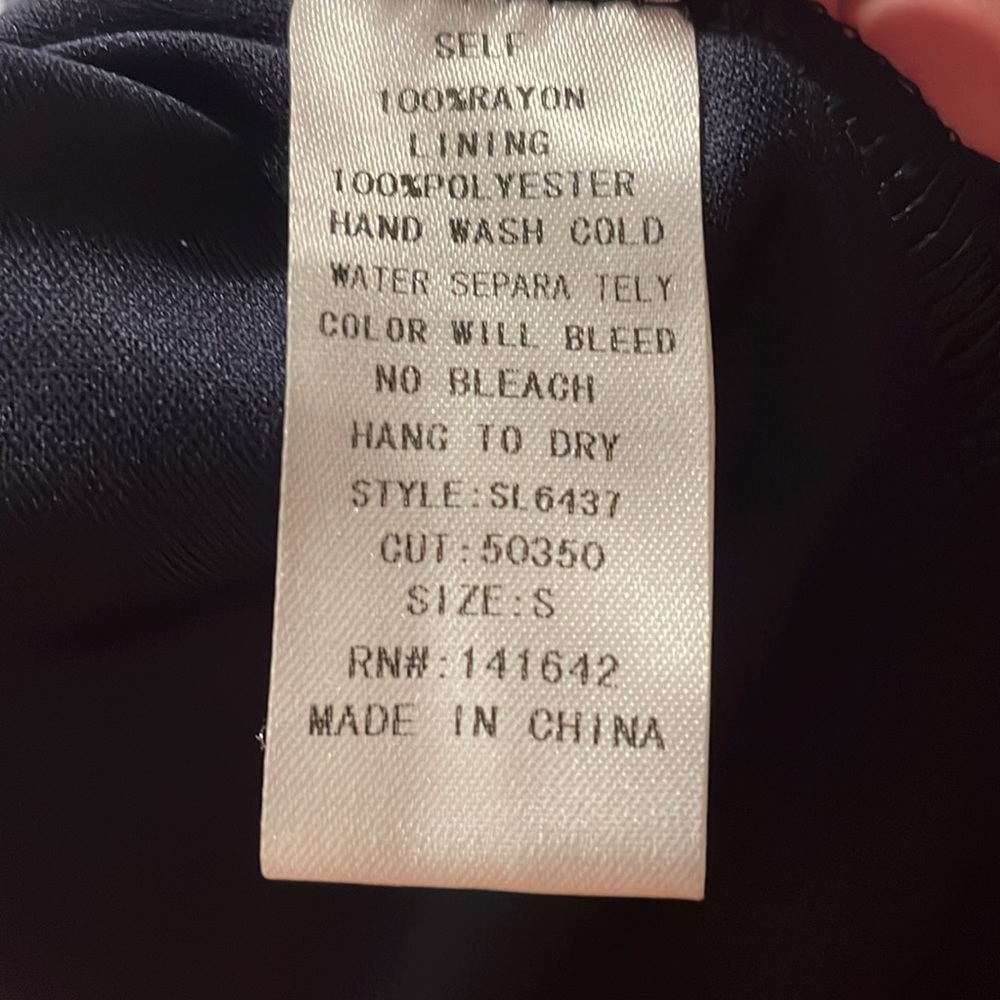 SELF
100%RAYON
LINING
100%POLYESTER
HAND WASH COLD
WATER SEPARA TELY
COLOR WILL BLEED
NO BLEACH
HANG TO DRY
STYLE:SL6437
CUT:50350
SIZE:S
RN#:141642
MADE IN CHINA